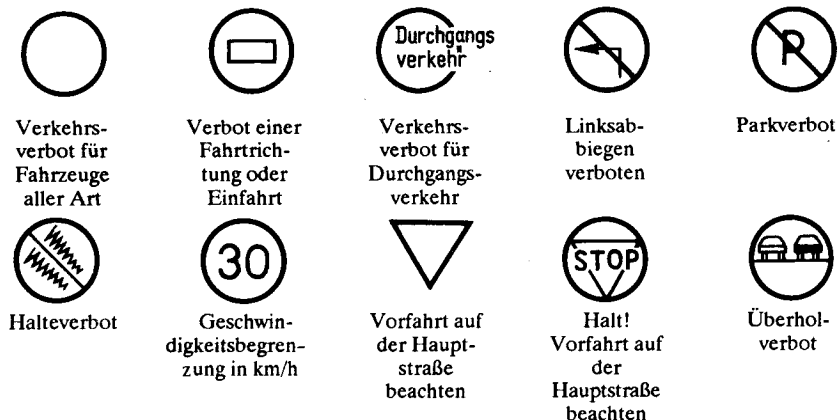 Durchgangs
verkehr
P
Verkehrs-
verbot für
Fahrzeuge
aller Art
Verbot einer
Fahrtrich-
tung oder
Einfahrt
Verkehrs-
verbot für
Durchgangs-
verkehr
Linksab-
biegen
verboten
Parkverbot
30
STOP
Halteverbot
Geschwin-
digkeitsbegren-
zung in km/h
Vorfahrt auf
der Haupt-
straße
beachten
Halt!
Vorfahrt auf
der
Hauptstraße
beachten
Überhol-
verbot